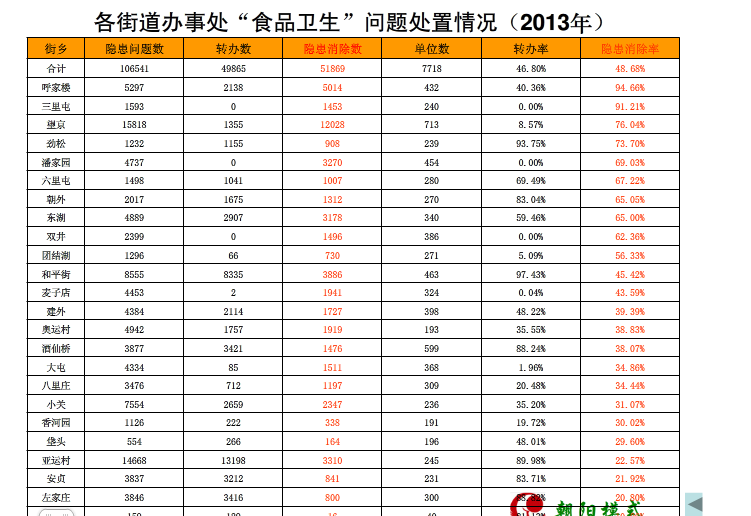 各街道办事处“食品卫生”问题处置情况（2013年）
街乡 隐患问题数 转办数 隐患消除数 单位数 转办率 隐患消除率
合计 106541 49865 51869 7718 46.80% 48.68%
呼家楼 5297 2138 5014 432 40.36% 94.66%
三里屯 1593 0 1453 240 0.00% 91.21%
望京 15818 1355 12028 713 8.57% 76.04%
劲松 1232 1155 908 239 93.75% 73.70%
潘家园 4737 0 3270 454 0.00% 69.03%
六里屯 1498 1041 1007 280 69.49% 67.22%
朝外 2017 1675 1312 270 83.04% 65.05%
东湖 4889 2907 3178 340 59.46% 65.00%
双井 2399 0 1496 386 0.00% 62.36%
团结湖 1296 66 730 271 5.09% 56.33%
和平街 8555 8335 3886 463 97.43% 45.42%
麦子店 4453 2 1941 324 0.04% 43.59%
建外 4384 2114 1727 398 48.22% 39.39%
奥运村 4942 1757 1919 193 35.55% 38.83%
酒仙桥 3877 3421 1476 599 88.24% 38.07%
大屯 4334 85 1511 368 1.96% 34.86%
八里庄 3476 712 1197 309 20.48% 34.44%
小关 7554 2659 2347 236 35.20% 31.07%
香河园 1126 222 338 191 19.72% 30.02%
垡头 554 266 164 196 48.01% 29.60%
亚运村 14668 13198 3310 245 89.98% 22.57%
安贞 3837 3212 841 231 83.71% 21.92%
左家庄 3846 3416 800 300 20.80%
朝阳模式